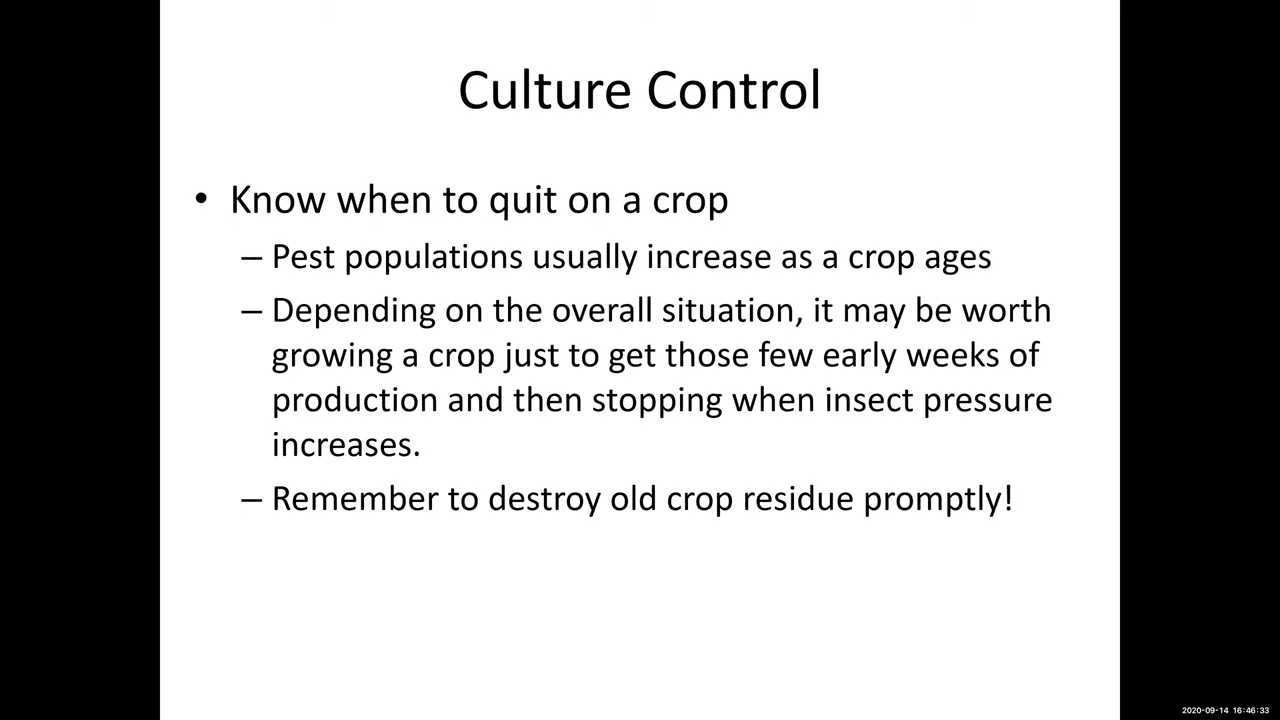 Culture Control
• Know when to quit on a crop
– Pest populations usually increase as a crop ages
– Depending on the overall situation, it may be worth
growing a crop just to get those few early weeks of
production and then stopping when insect pressure
increases.
– Remember to destroy old crop residue promptly!
2020-09-14 16:46:33